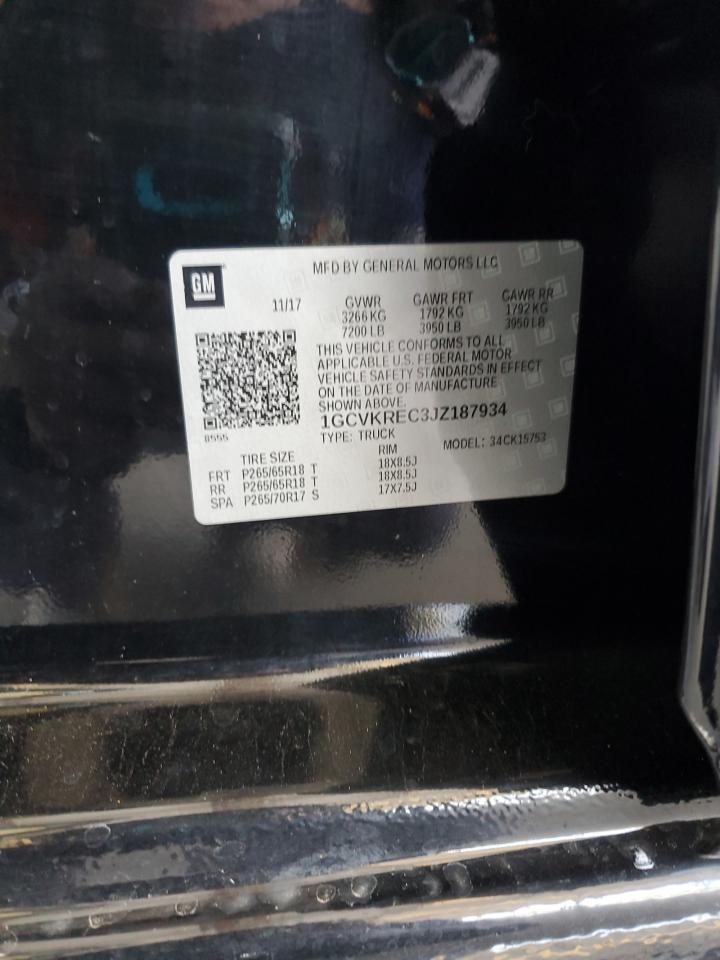 GM
MFD BY GENERAL MOTORS LLC
11/17
GVWR GAWR FRT GAWR RR
3266 KG 1792 KG 1792 KG
7200 LB 3950 LB 3950 LB
THIS VEHICLE CONFORMS TO ALL
APPLICABLE U.S. FEDERAL MOTOR
VEHICLE SAFETY STANDARDS IN EFFECT
ON THE DATE OF MANUFACTURE
SHOWN ABOVE.
1GCVKREC3JZ187934
8555
TYPE: TRUCK MODEL: 34CK15753
TIRE SIZE RIM
FRT P265/65R18 T 18X8.5J
RR P265/65R18 T 18X8.5J
SPA P265/70R17 S 17X7.5J